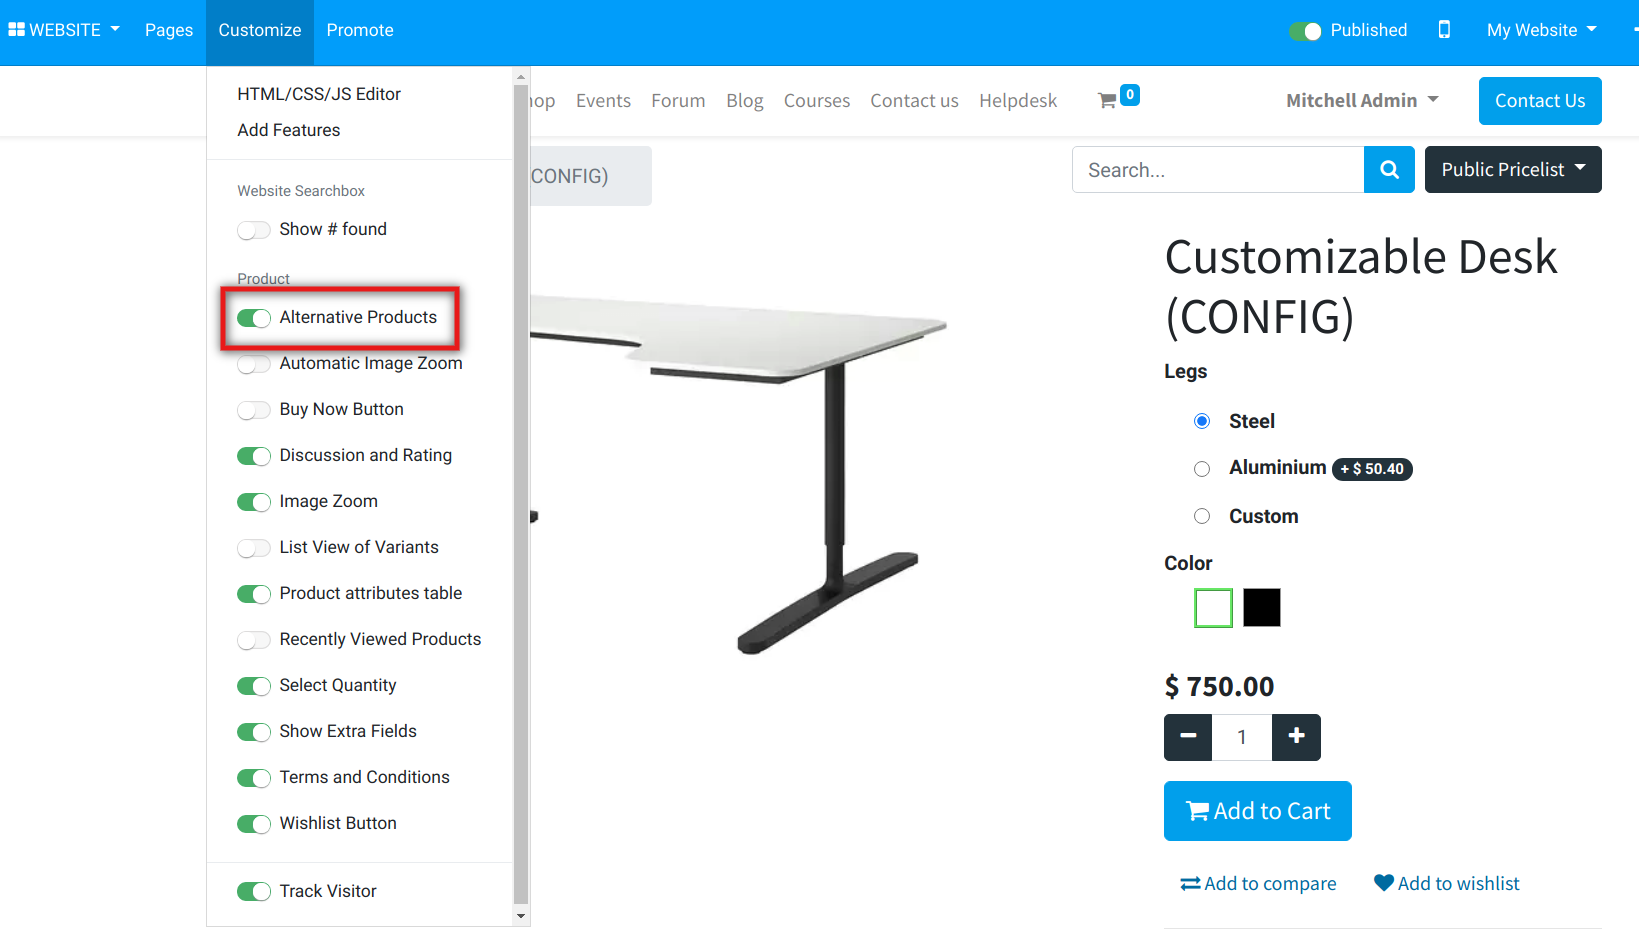 WEBSITE Pages Customize Promote Published My Website
HTML/CSS/JS Editor
Add Features
Website Searchbox
Show # found
Product
Alternative Products
Automatic Image Zoom
Buy Now Button
Discussion and Rating
Image Zoom
List View of Variants
Product attributes table
Recently Viewed Products
Select Quantity
Show Extra Fields
Terms and Conditions
Wishlist Button
Track Visitor
op Events Forum Blog Courses Contact us Helpdesk 0 Mitchell Admin Contact Us
(CONFIG) Search... Public Pricelist
Customizable Desk
(CONFIG)
Legs
Steel
Aluminium + $ 50.40
Custom
Color
$ 750.00
1
Add to Cart
Add to compare Add to wishlist